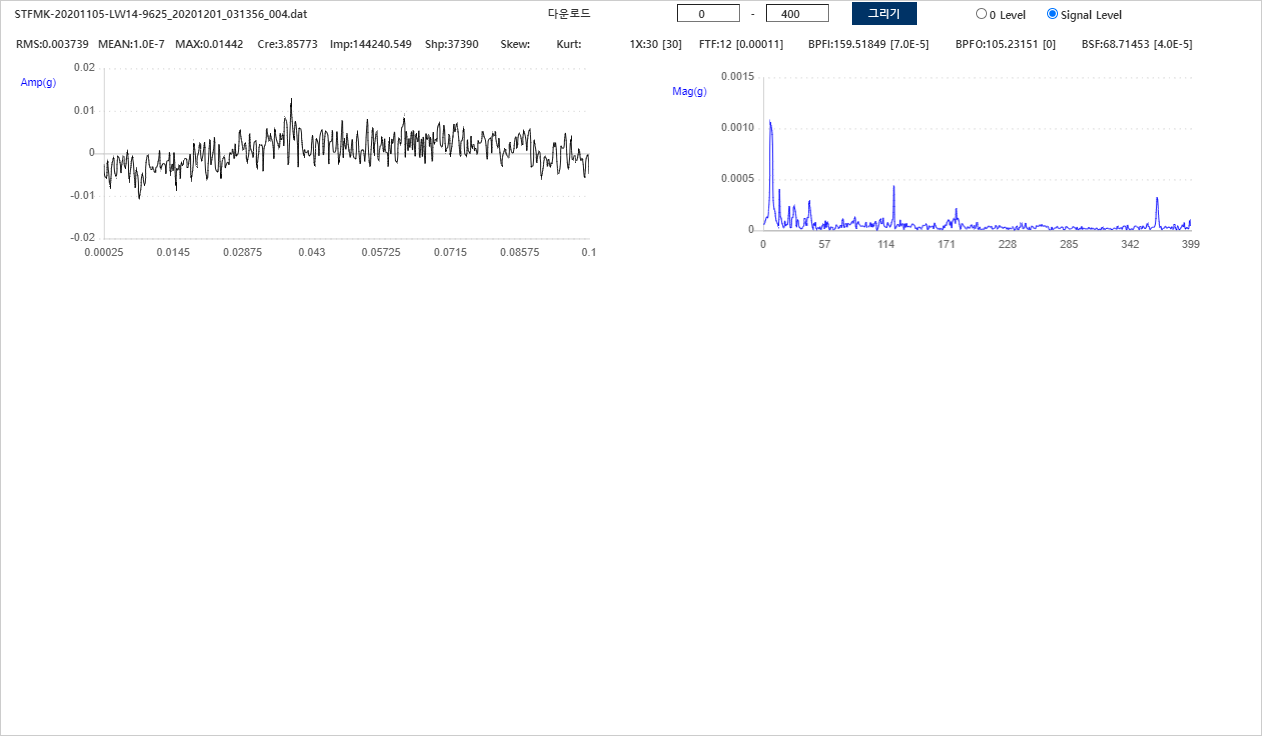 STFMK-20201105-LW14-9625_20201201_031356_004.dat 다운로드 0 - 400 그리기 0 Level Signal Level
RMS:0.003739 MEAN:1.0E-7 MAX:0.01442 Cre:3.85773 Imp:144240.549 Shp:37390 Skew: Kurt: 1X:30 [30] FTF:12 [0.00011] BPFI:159.51849 [7.0E-5] BPFO:105.23151 [0] BSF:68.71453 [4.0E-5]
Amp(g)
0.02
0.01
0
-0.01
-0.02
0.00025 0.0145 0.02875 0.043 0.05725 0.0715 0.08575 0.1
Mag(g)
0.0015
0.0010
0.0005
0
0 57 114 171 228 285 342 399